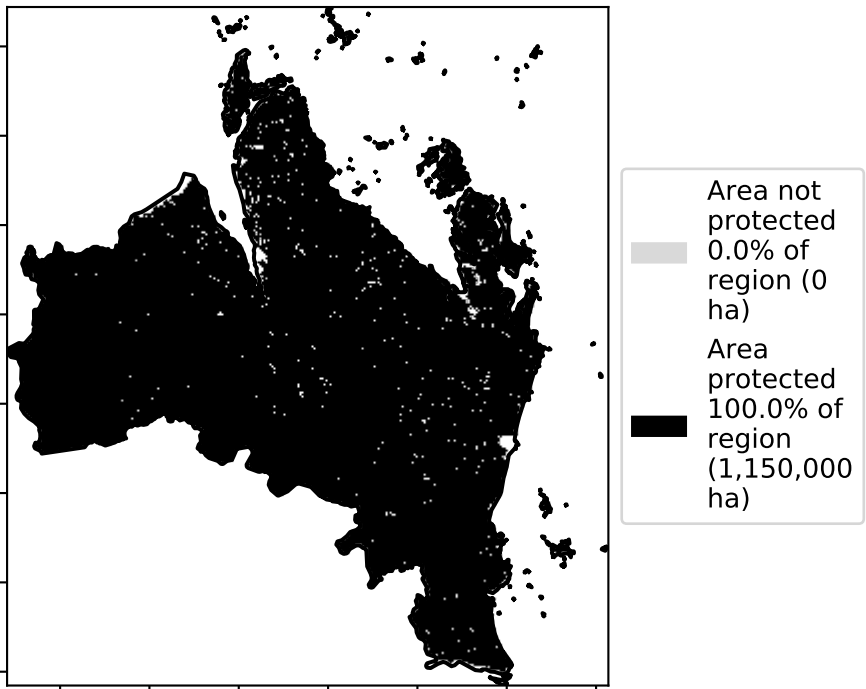 Area not
protected
0.0% of
region (0
ha)
Area
protected
100.0% of
region
(1,150,000
ha)